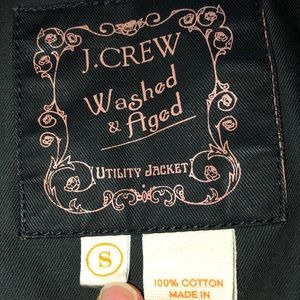 J.CREW
Washed
& Aged
UTILITY JACKET
S
100% COTTON
MADE IN